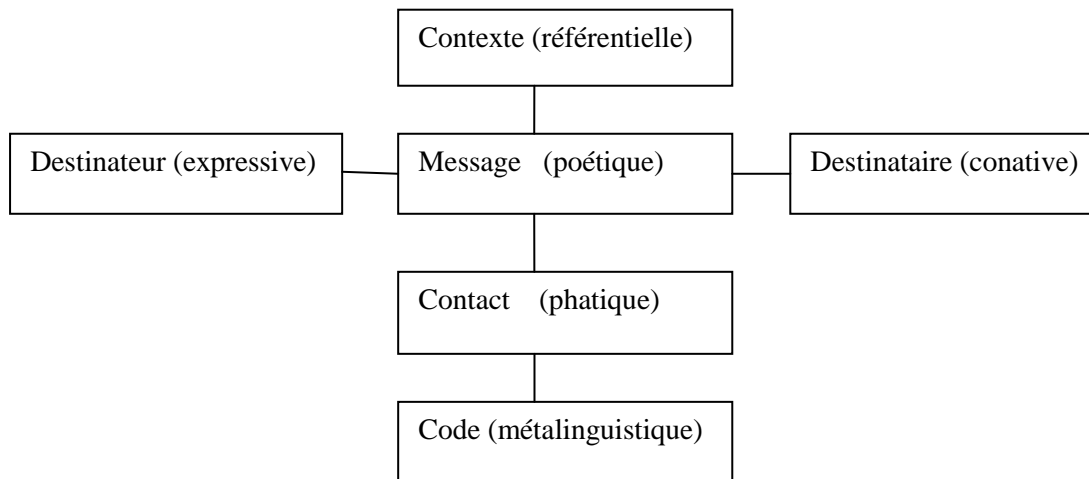 Contexte (référentielle)
Destinateur (expressive)
Message (poétique)
Destinataire (conative)
Contact (phatique)
Code (métalinguistique)